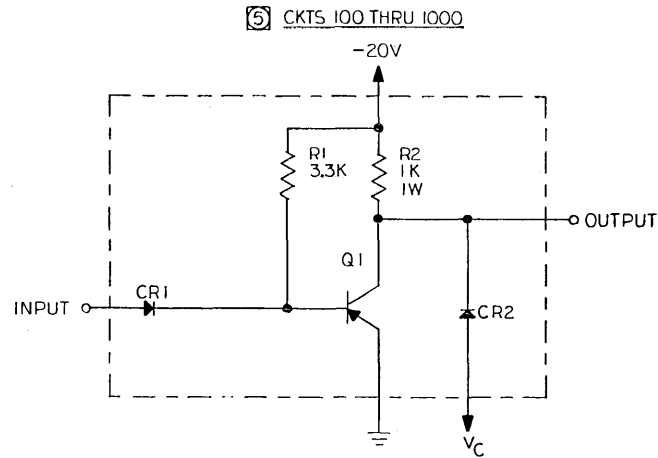 5 CKTS 100 THRU 1000
-20V
R1
3.3K
R2
1K
1W
OUTPUT
Q1
CR1
INPUT
CR2
VC